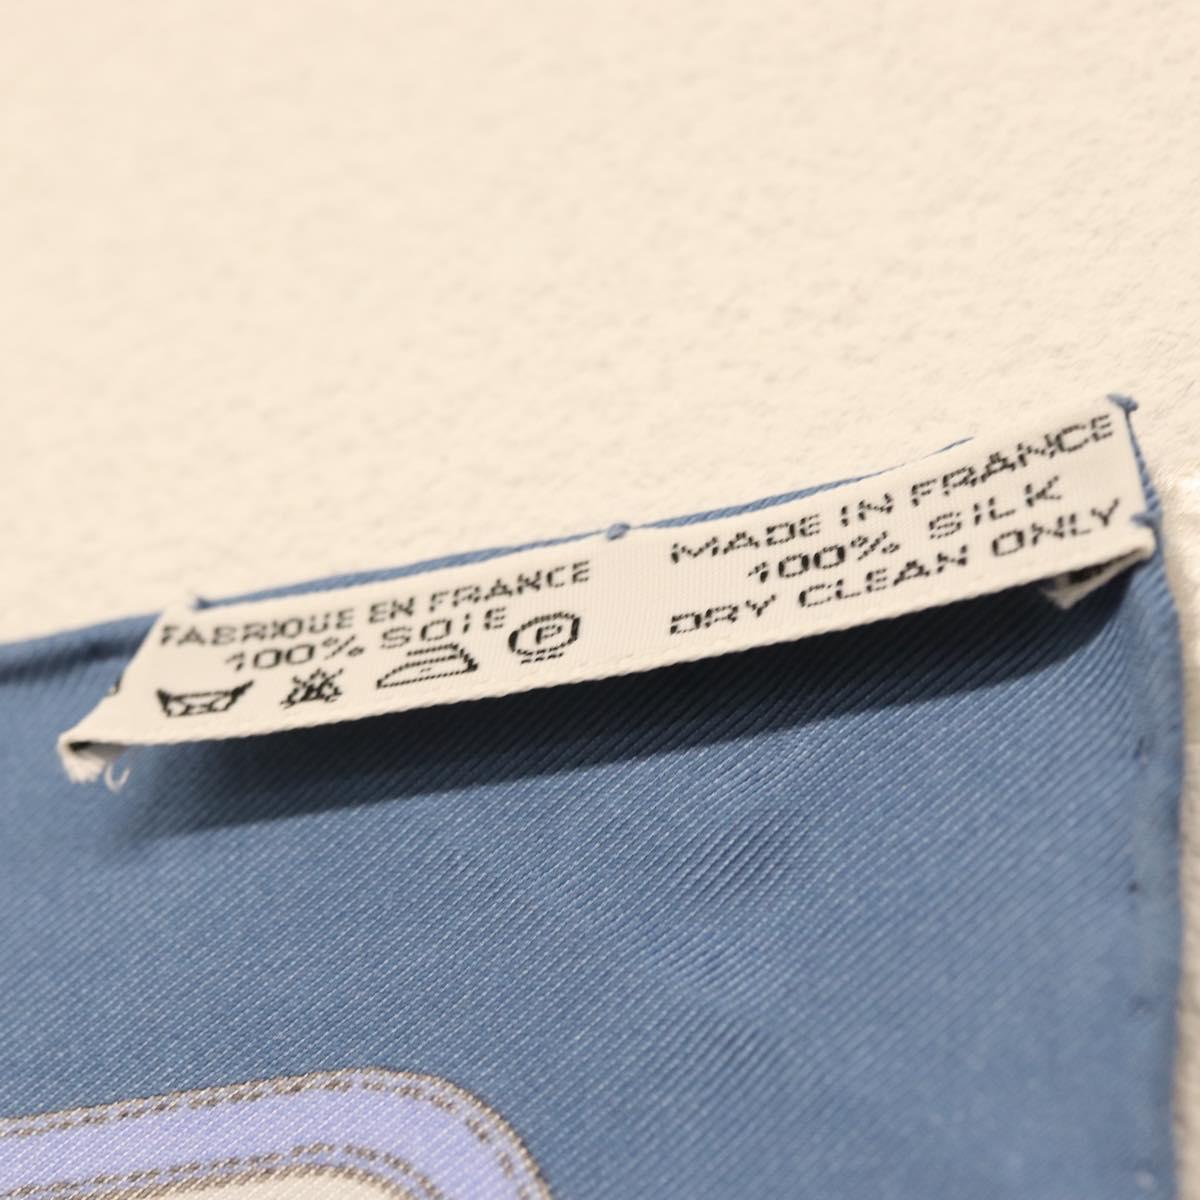 FABRIQUE EN FRANCE
100% SOIE
P
MADE IN FRANCE
100% SILK
DRY CLEAN ONLY